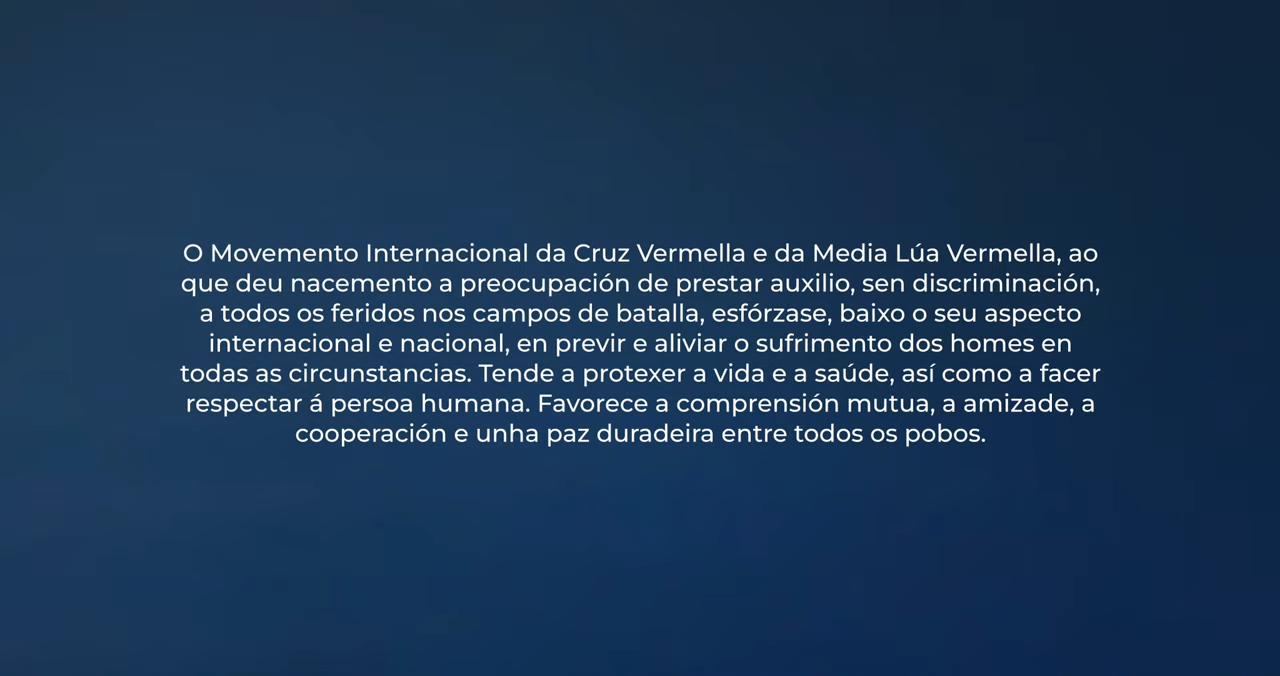 O Movemento Internacional da Cruz Vermella e da Media Lúa Vermella, ao
que deu nacemento a preocupación de prestar auxilio, sen discriminación,
a todos os feridos nos campos de batalla, esfórzase, baixo o seu aspecto
internacional e nacional, en previr e aliviar o sufrimento dos homes en
todas as circunstancias. Tende a protexer a vida e a saúde, así como a facer
respectar á persoa humana. Favorece a comprensión mutua, a amizade, a
cooperación e unha paz duradeira entre todos os pobos.